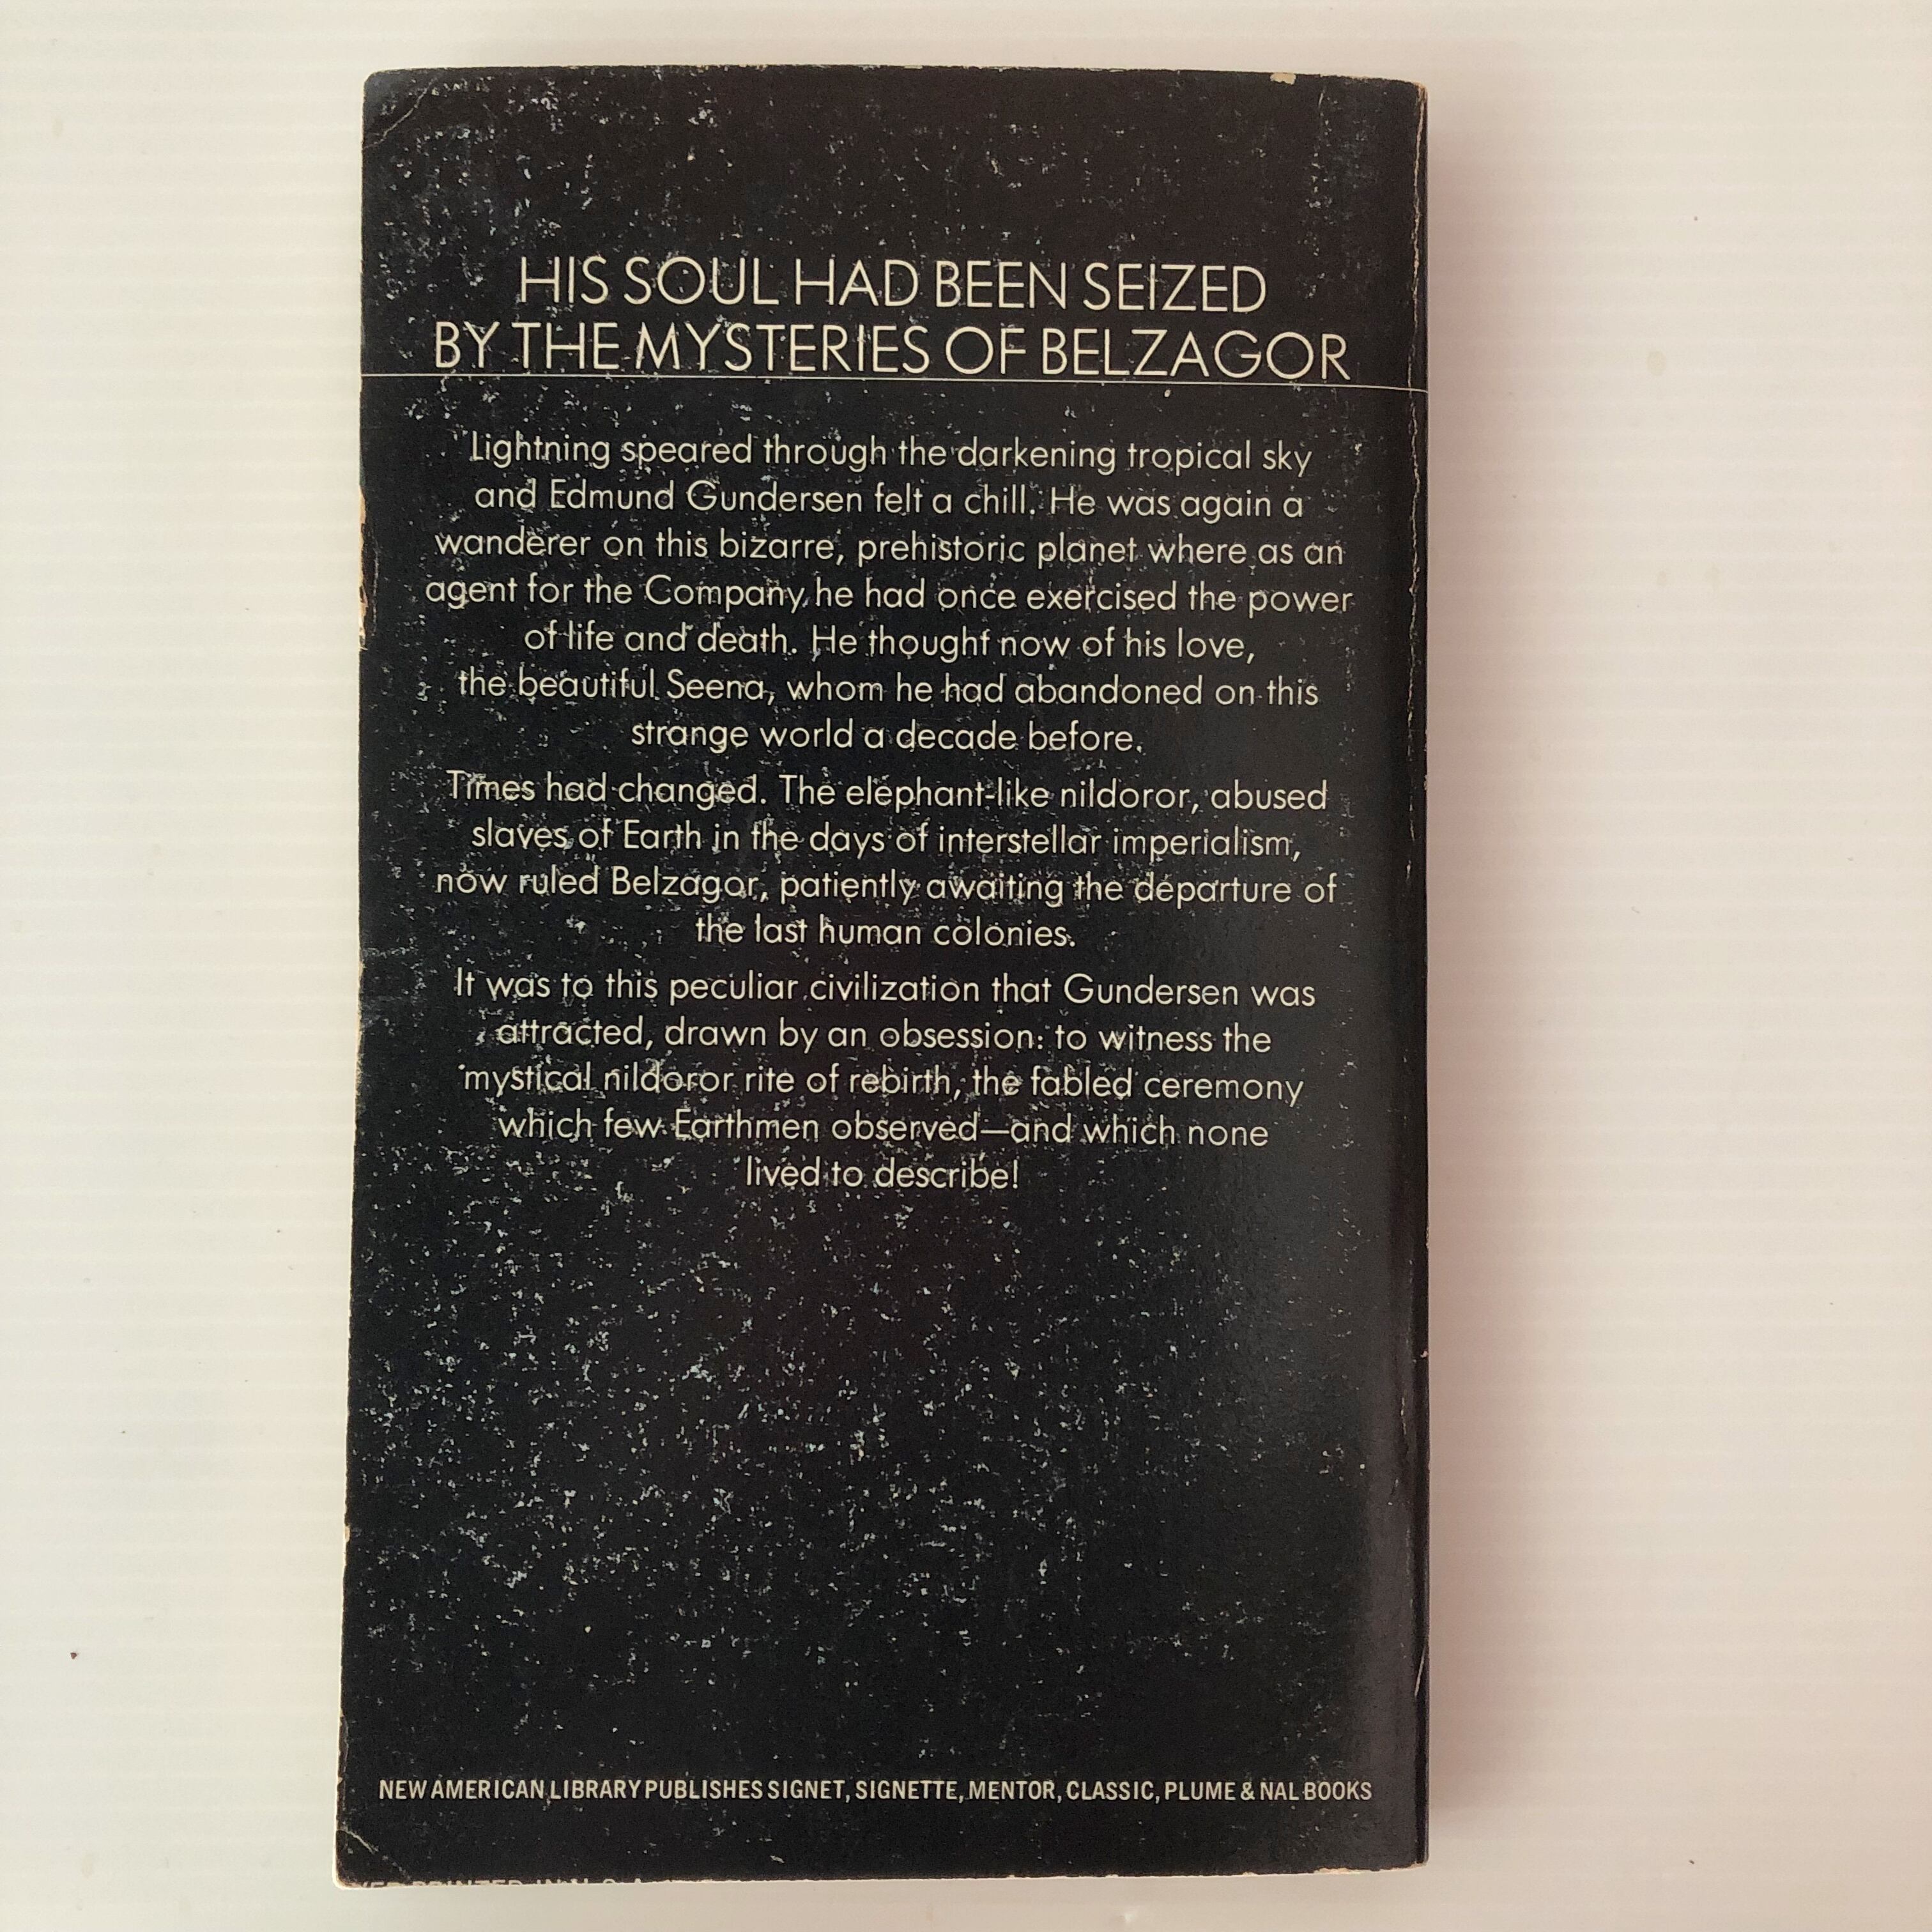 HIS SOUL HAD BEEN SEIZED
BY THE MYSTERIES OF BELZAGOR
Lightning speared through the darkening tropical sky
and Edmund Gundersen felt a chill. He was again a
wanderer on this bizarre, prehistoric planet where as an
agent for the Company he had once exercised the power
of life and death. He thought now of his love,
the beautiful Seena, whom he had abandoned on this
strange world a decade before.
Times had changed. The elephant-like nildoror, abused
slaves of Earth in the days of interstellar imperialism,
now ruled Belzagor, patiently awaiting the departure of
the last human colonies.
It was to this peculiar civilization that Gundersen was
attracted, drawn by an obsession: to witness the
mystical nildoror rite of rebirth, the fabled ceremony
which few Earthmen observed—and which none
lived to describe!
NEW AMERICAN LIBRARY PUBLISHES SIGNET, SIGNETTE, MENTOR, CLASSIC, PLUME & NAL BOOKS
PRINTED IN